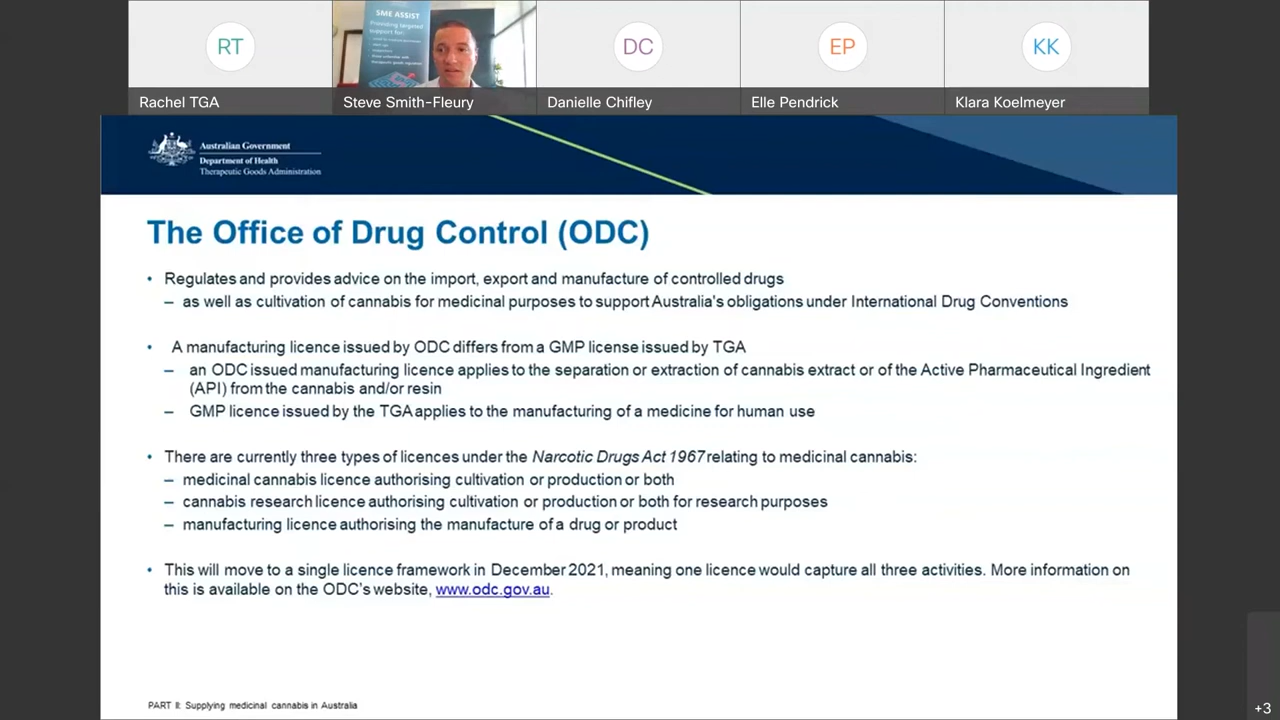 RT
SME ASSIST
Providing targeted
support for:
DC
EP
KK
Rachel TGA
Steve Smith-Fleury
Danielle Chifley
Elle Pendrick
Klara Koelmeyer
Australian Government
Department of Health
Therapeutic Goods Administration
The Office of Drug Control (ODC)
• Regulates and provides advice on the import, export and manufacture of controlled drugs
– as well as cultivation of cannabis for medicinal purposes to support Australia's obligations under International Drug Conventions
• A manufacturing licence issued by ODC differs from a GMP license issued by TGA
– an ODC issued manufacturing licence applies to the separation or extraction of cannabis extract or of the Active Pharmaceutical Ingredient
(API) from the cannabis and/or resin
– GMP licence issued by the TGA applies to the manufacturing of a medicine for human use
• There are currently three types of licences under the Narcotic Drugs Act 1967 relating to medicinal cannabis:
– medicinal cannabis licence authorising cultivation or production or both
– cannabis research licence authorising cultivation or production or both for research purposes
– manufacturing licence authorising the manufacture of a drug or product
• This will move to a single licence framework in December 2021, meaning one licence would capture all three activities. More information on
this is available on the ODC's website, www.odc.gov.au.
PART II: Supplying medicinal cannabis in Australia
+3